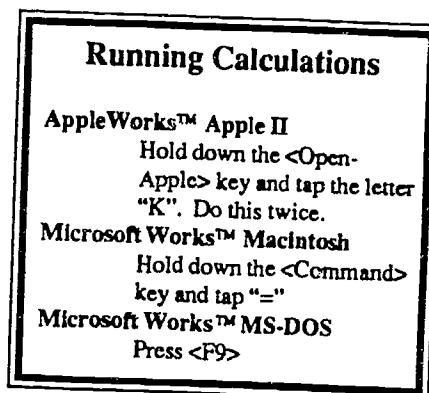 Running Calculations
AppleWorks™ Apple II
Hold down the <Open-
Apple> key and tap the letter
"K". Do this twice.
Microsoft Works™ Macintosh
Hold down the <Command>
key and tap "="
Microsoft Works™ MS-DOS
Press <F9>